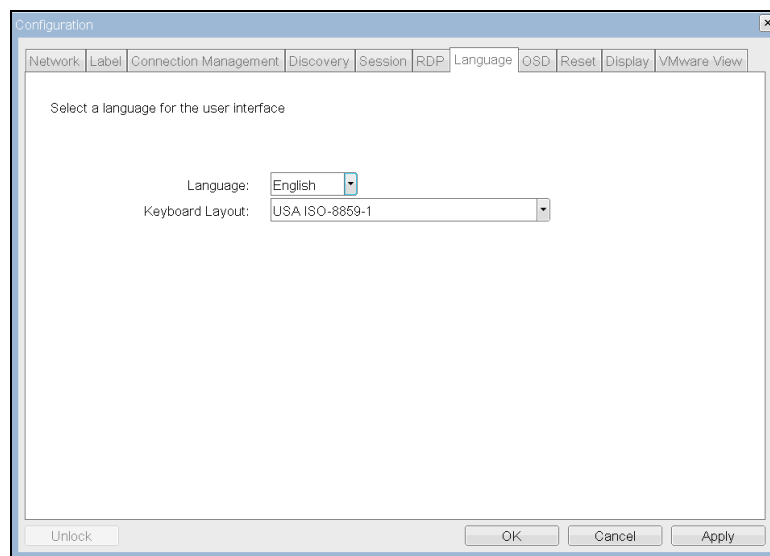 Configuration
Network Label Connection Management Discovery Session RDP Language OSD Reset Display VMware View
Select a language for the user interface
Language: English
Keyboard Layout: USA ISO-8859-1
Unlock OK Cancel Apply